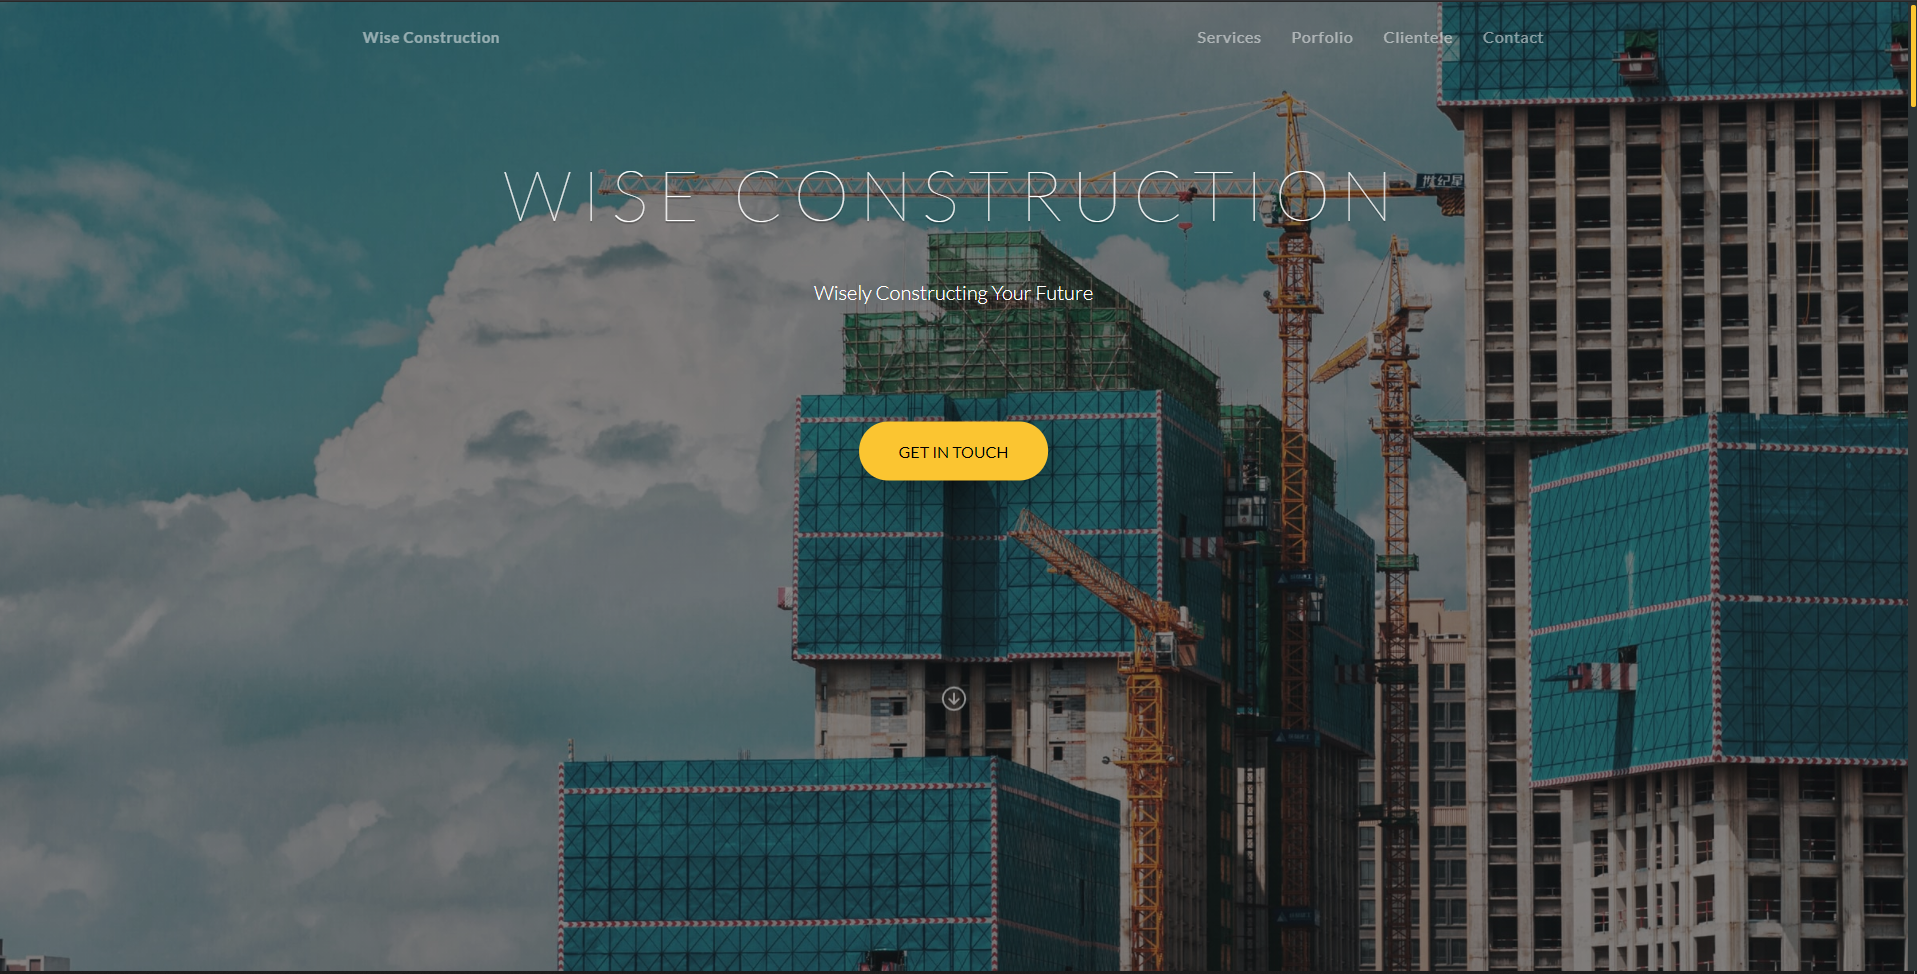 Wise Construction
Services Porfolio Clientele Contact
WISE CONSTRUCTION
Wisely Constructing Your Future
GET IN TOUCH